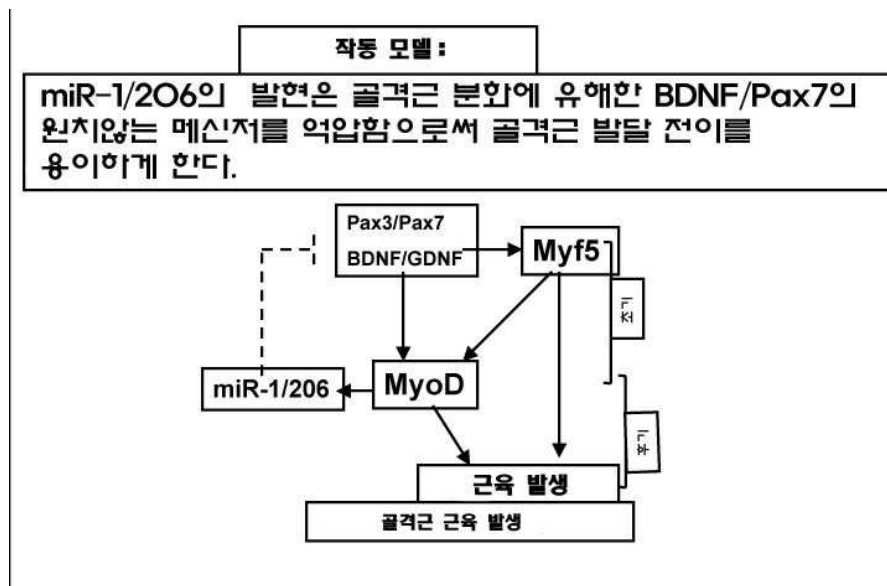 작동 모델:
miR-1/206의 발현은 골격근 분화에 유해한 BDNF/Pax7의
원치않는 메신저를 억압함으로써 골격근 발달 전이를
용이하게 한다.
Pax3/Pax7
BDNF/GDNF
Myf5
초기
miR-1/206
MyoD
후기
근육 발생
골격근 근육 발생